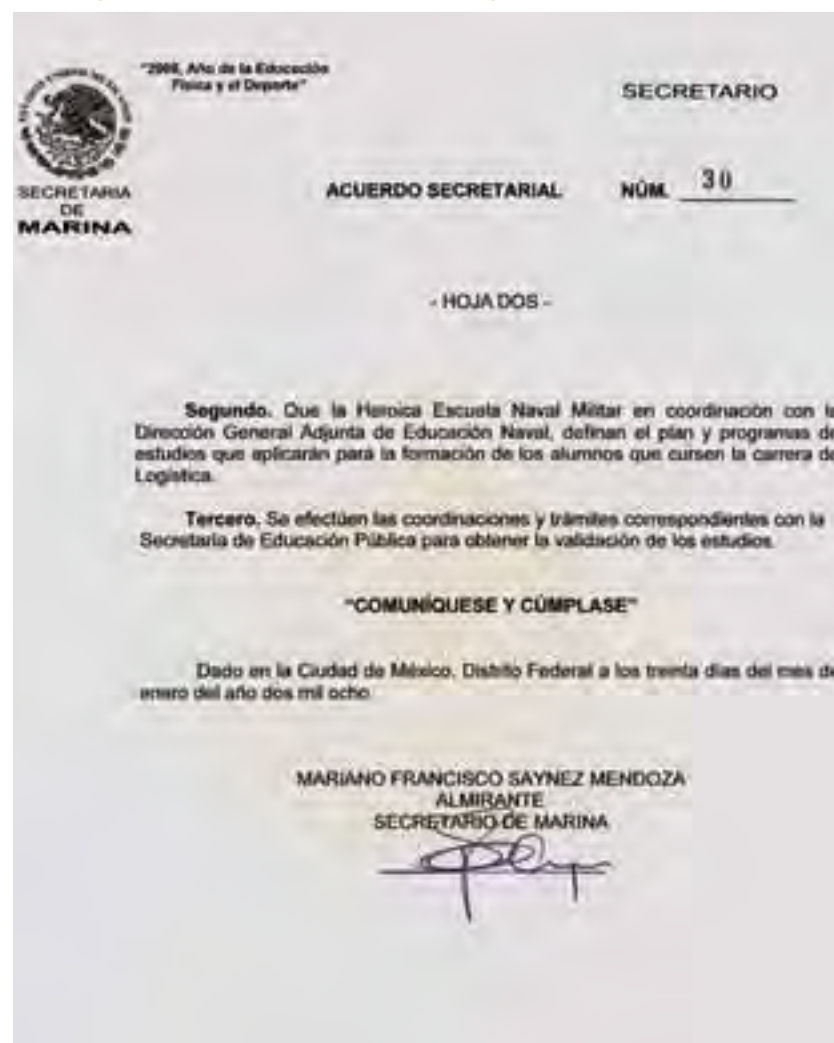 "2008, Año de la Educación
Física y el Deporte"
SECRETARIO
SECRETARIA
DE
MARINA
ACUERDO SECRETARIAL NÚM. 30
- HOJA DOS -
Segundo. Que la Heroica Escuela Naval Militar en coordinación con la
Dirección General Adjunta de Educación Naval, definan el plan y programas de
estudios que aplicarán para la formación de los alumnos que cursen la carrera de
Logística.
Tercero. Se efectúen las coordinaciones y trámites correspondientes con la
Secretaría de Educación Pública para obtener la validación de los estudios.
"COMUNÍQUESE Y CÚMPLASE"
Dado en la Ciudad de México, Distrito Federal a los treinta días del mes de
enero del año dos mil ocho.
MARIANO FRANCISCO SAYNEZ MENDOZA
ALMIRANTE
SECRETARIO DE MARINA